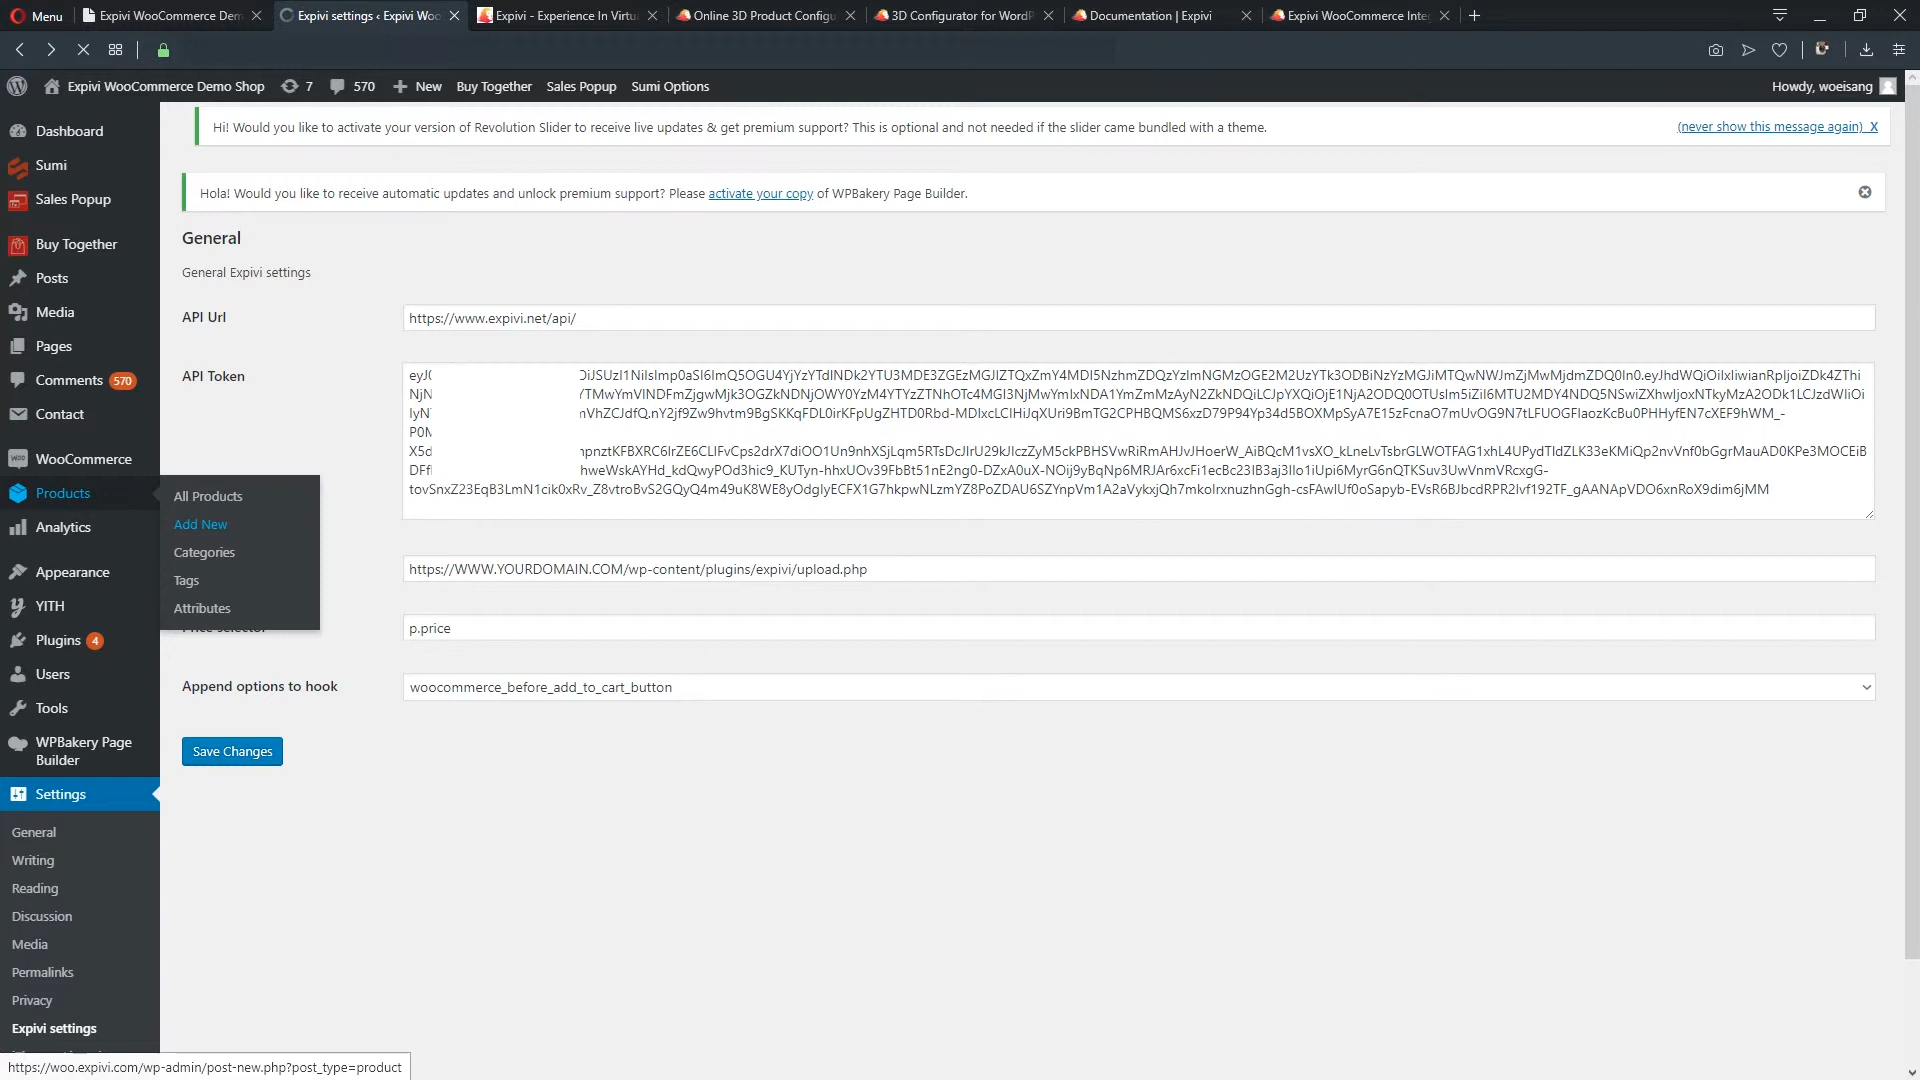 Menu
Expivi WooCommerce Dem
Expivi settings ‹ Expivi Woo
Expivi - Experience In Virtu
Online 3D Product Configu
3D Configurator for WordP
Documentation | Expivi
Expivi WooCommerce Inte
Expivi WooCommerce Demo Shop
7
570
New
Buy Together
Sales Popup
Sumi Options
Howdy, woeisang
Dashboard
Sumi
Sales Popup
Buy Together
Posts
Media
Pages
Comments 570
Contact
WooCommerce
Products
Analytics
Appearance
YITH
Plugins 4
Users
Tools
WPBakery Page
Builder
Settings
General
Writing
Reading
Discussion
Media
Permalinks
Privacy
Expivi settings
All Products
Add New
Categories
Tags
Attributes
Hi! Would you like to activate your version of Revolution Slider to receive live updates & get premium support? This is optional and not needed if the slider came bundled with a theme.
(never show this message again) X
Hola! Would you like to receive automatic updates and unlock premium support? Please activate your copy of WPBakery Page Builder.
General
General Expivi settings
API Url
https://www.expivi.net/api/
API Token
https://WWW.YOURDOMAIN.COM/wp-content/plugins/expivi/upload.php
Price selector
p.price
Append options to hook
woocommerce_before_add_to_cart_button
Save Changes
https://woo.expivi.com/wp-admin/post-new.php?post_type=product